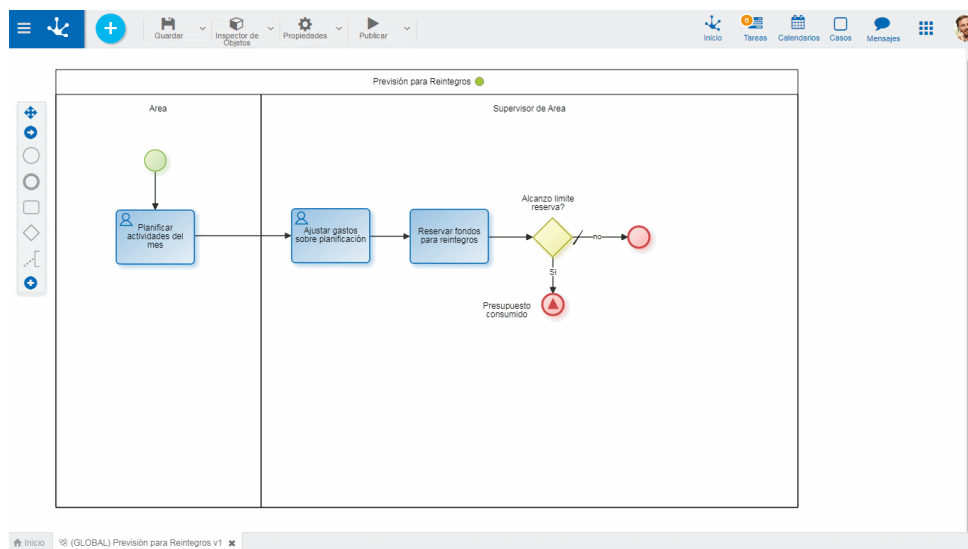 Guardar
Inspector de
Objetos
Propiedades
Publicar
Inicio
0
Tareas
Calendarios
Casos
Mensajes
Previsión para Reintegros
Area
Supervisor de Area
Planificar
actividades del
mes
Ajustar gastos
sobre planificación
Reservar fondos
para reintegros
Alcanzo limite
reserva?
no
Si
Presupuesto
consumido
Inicio
(GLOBAL) Previsión para Reintegros v1